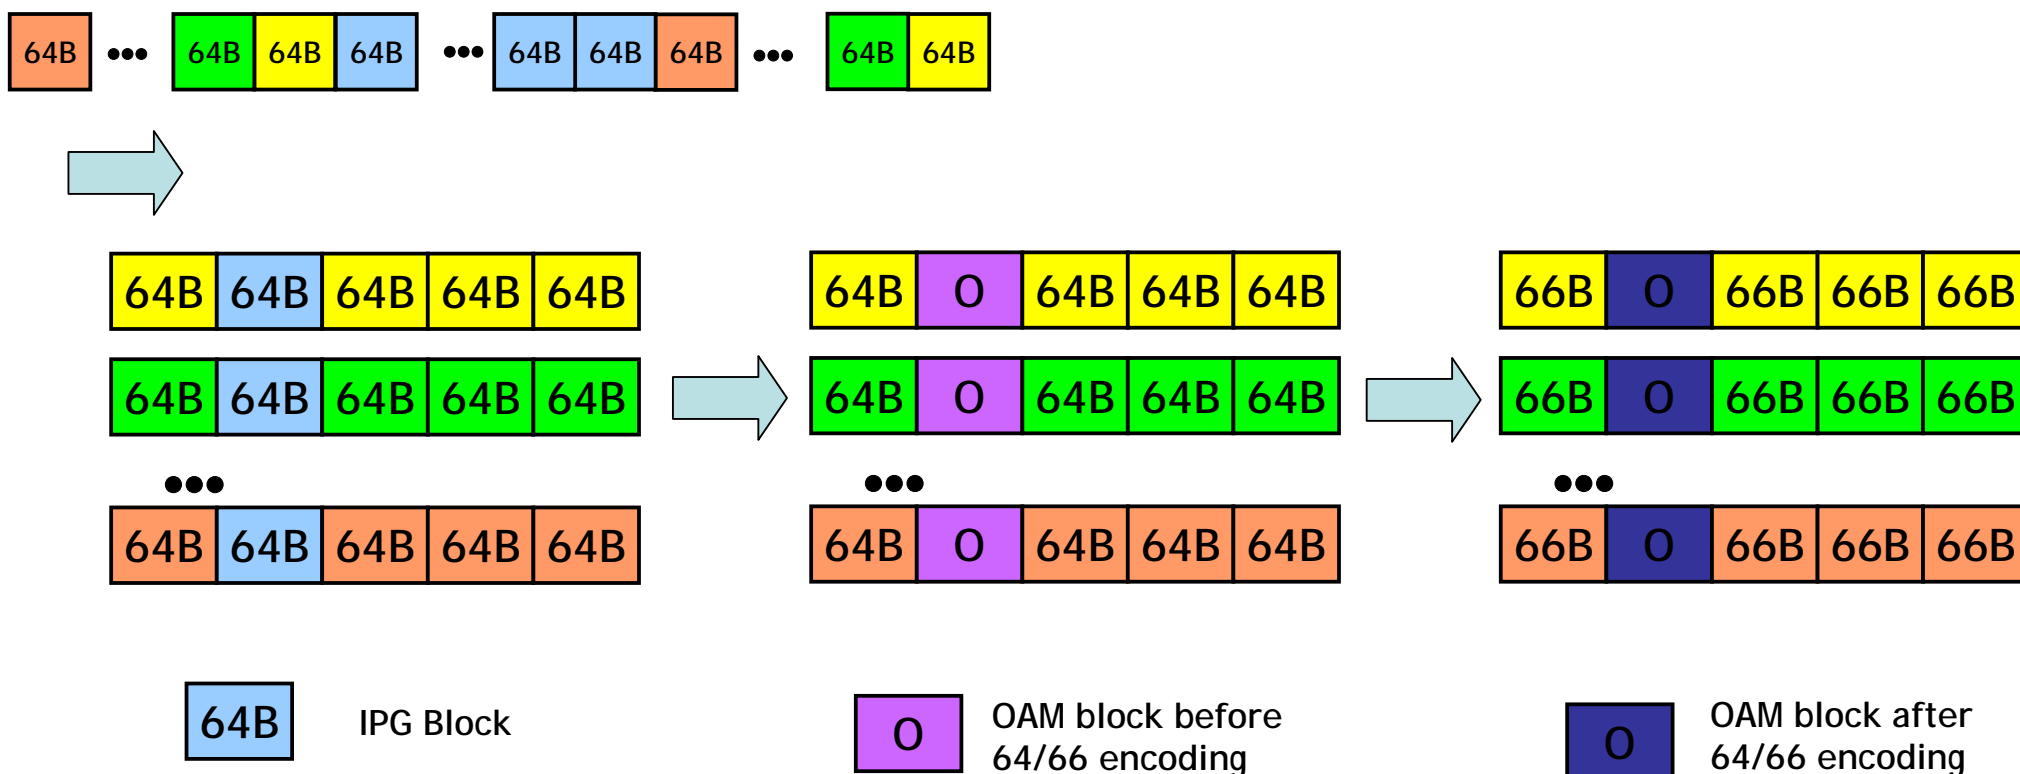 64B ••• 64B 64B 64B ••• 64B 64B 64B ••• 64B 64B
64B 64B 64B 64B 64B 64B O 64B 64B 64B 66B O 66B 66B 66B
64B 64B 64B 64B 64B 64B O 64B 64B 64B 66B O 66B 66B 66B
••• ••• •••
64B 64B 64B 64B 64B 64B O 64B 64B 64B 66B O 66B 66B 66B
64B IPG Block
O OAM block before
64/66 encoding
O OAM block after
64/66 encoding